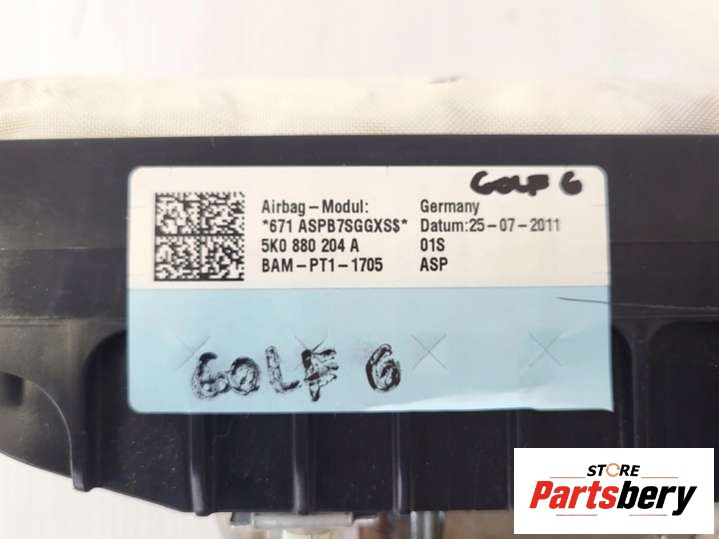 GOLF 6
Airbag-Modul: Germany
*671 ASPB7SGGXS$* Datum:25-07-2011
5K0 880 204 A 01S
BAM-PT1-1705 ASP
GOLF 6
STORE
Partsbery